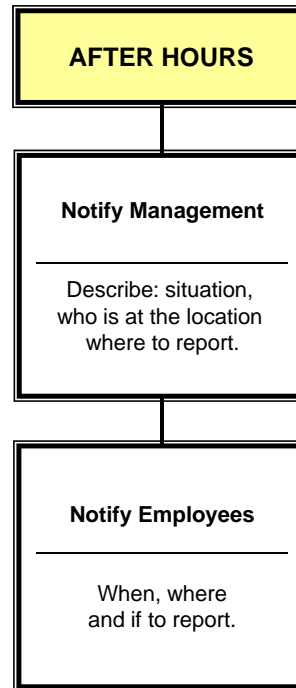 AFTER HOURS
Notify Management
Describe: situation,
who is at the location
where to report.
Notify Employees
When, where
and if to report.